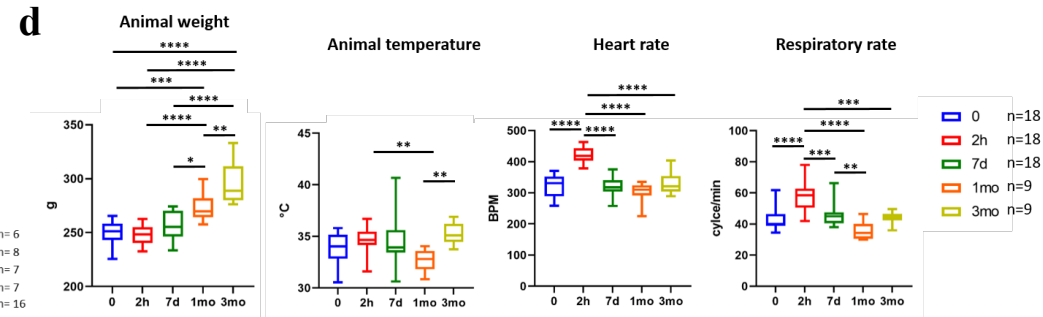 d
Animal weight
****
****
***
****
****
**
*
350
300
250
200
g
0 2h 7d 1mo 3mo
Animal temperature
**
**
45
40
35
30
°C
0 2h 7d 1mo 3mo
Heart rate
****
****
**** ****
500
400
300
200
100
0
BPM
0 2h 7d 1mo 3mo
Respiratory rate
***
****
****
***
**
100
80
60
40
20
0
cylce/min
0 2h 7d 1mo 3mo
0 n=18
2h n=18
7d n=18
1mo n=9
3mo n=9
n= 6
n= 8
n= 7
n= 7
n= 16